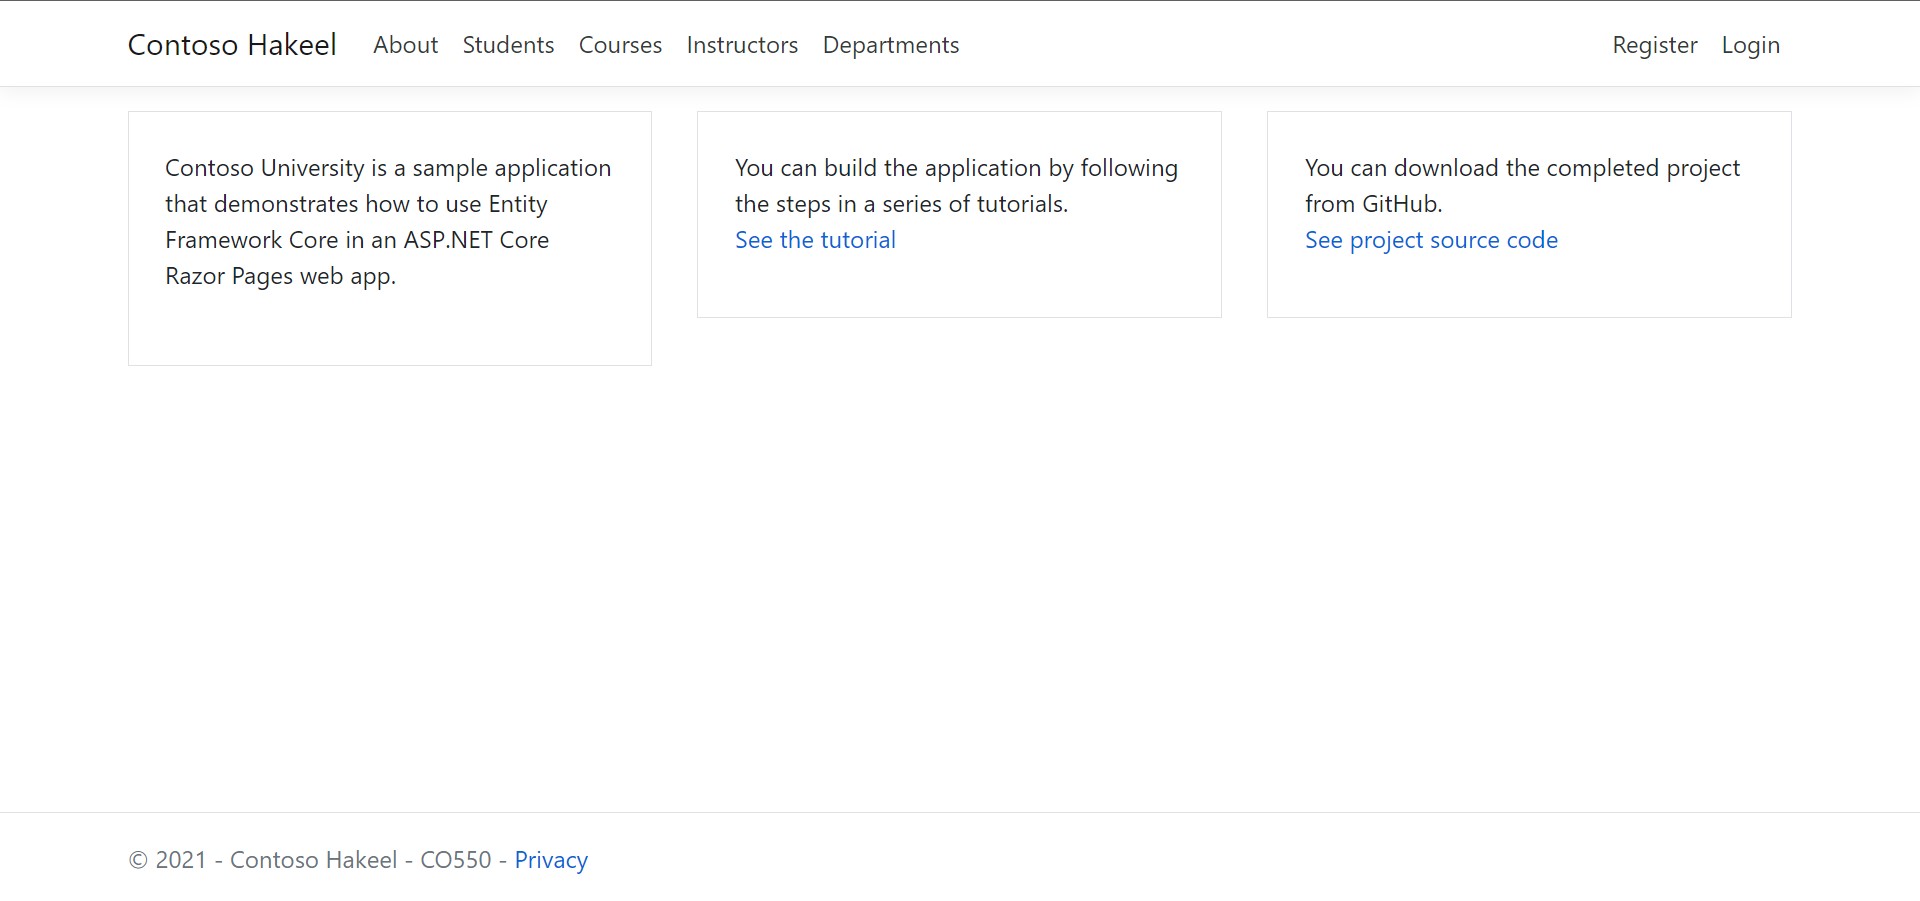 Contoso Hakeel About Students Courses Instructors Departments Register Login
Contoso University is a sample application
that demonstrates how to use Entity
Framework Core in an ASP.NET Core
Razor Pages web app.
You can build the application by following
the steps in a series of tutorials.
See the tutorial
You can download the completed project
from GitHub.
See project source code
© 2021 - Contoso Hakeel - CO550 - Privacy